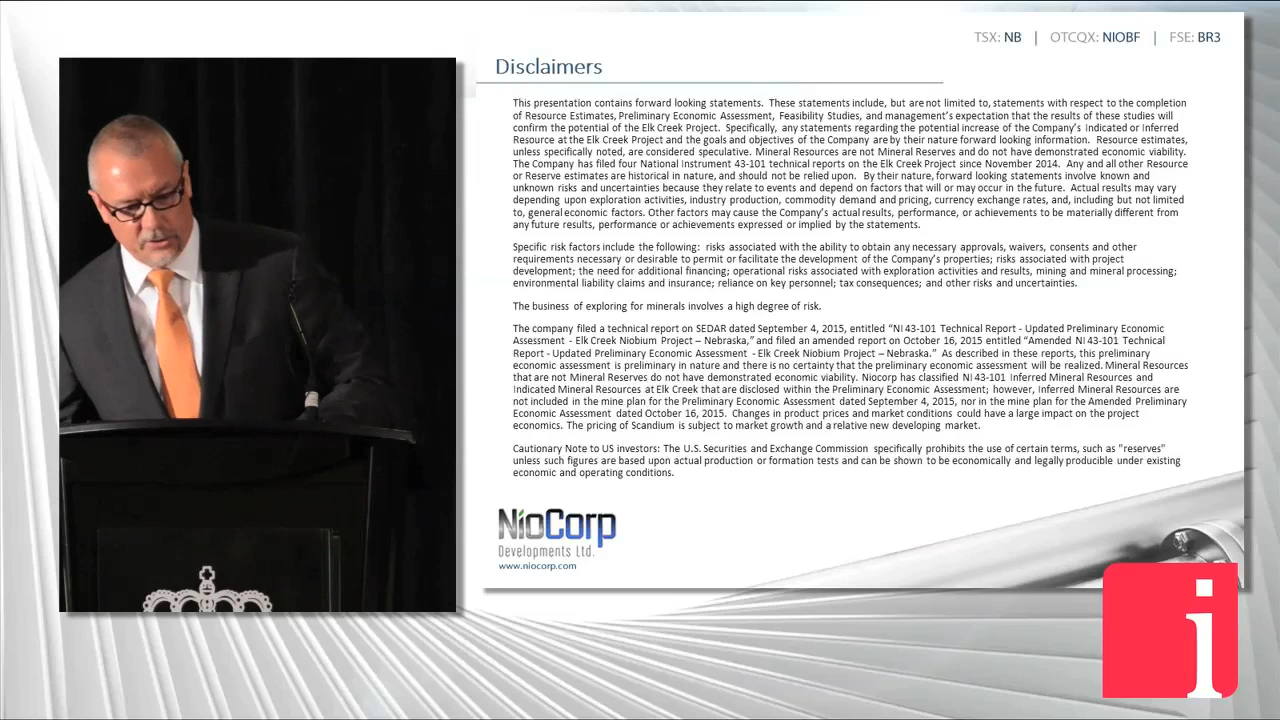 TSX: NB | OTCQX: NIOBF | FSE: BR3
Disclaimers
This presentation contains forward looking statements. These statements include, but are not limited to, statements with respect to the completion
of Resource Estimates, Preliminary Economic Assessment, Feasibility Studies, and management's expectation that the results of these studies will
confirm the potential of the Elk Creek Project. Specifically, any statements regarding the potential increase of the Company's Indicated or Inferred
Resource at the Elk Creek Project and the goals and objectives of the Company are by their nature forward looking information. Resource estimates,
unless specifically noted, are considered speculative. Mineral Resources are not Mineral Reserves and do not have demonstrated economic viability.
The Company has filed four National Instrument 43-101 technical reports on the Elk Creek Project since November 2014. Any and all other Resource
or Reserve estimates are historical in nature, and should not be relied upon. By their nature, forward looking statements involve known and
unknown risks and uncertainties because they relate to events and depend on factors that will or may occur in the future. Actual results may vary
depending upon exploration activities, industry production, commodity demand and pricing, currency exchange rates, and, including but not limited
to, general economic factors. Other factors may cause the Company's actual results, performance, or achievements to be materially different from
any future results, performance or achievements expressed or implied by the statements.
Specific risk factors include the following: risks associated with the ability to obtain any necessary approvals, waivers, consents and other
requirements necessary or desirable to permit or facilitate the development of the Company's properties; risks associated with project
development; the need for additional financing; operational risks associated with exploration activities and results, mining and mineral processing;
environmental liability claims and insurance; reliance on key personnel; tax consequences; and other risks and uncertainties.
The business of exploring for minerals involves a high degree of risk.
The company filed a technical report on SEDAR dated September 4, 2015, entitled “NI 43-101 Technical Report - Updated Preliminary Economic
Assessment - Elk Creek Niobium Project – Nebraska,” and filed an amended report on October 16, 2015 entitled “Amended NI 43-101 Technical
Report - Updated Preliminary Economic Assessment - Elk Creek Niobium Project – Nebraska.” As described in these reports, this preliminary
economic assessment is preliminary in nature and there is no certainty that the preliminary economic assessment will be realized. Mineral Resources
that are not Mineral Reserves do not have demonstrated economic viability. Niocorp has classified NI 43-101 Inferred Mineral Resources and
Indicated Mineral Resources at Elk Creek that are disclosed within the Preliminary Economic Assessment; however, Inferred Mineral Resources are
not included in the mine plan for the Preliminary Economic Assessment dated September 4, 2015, nor in the mine plan for the Amended Preliminary
Economic Assessment dated October 16, 2015. Changes in product prices and market conditions could have a large impact on the project
economics. The pricing of Scandium is subject to market growth and a relative new developing market.
Cautionary Note to US investors: The U.S. Securities and Exchange Commission specifically prohibits the use of certain terms, such as "reserves"
unless such figures are based upon actual production or formation tests and can be shown to be economically and legally producible under existing
economic and operating conditions.
NioCorp
Developments Ltd.
www.niocorp.com
i